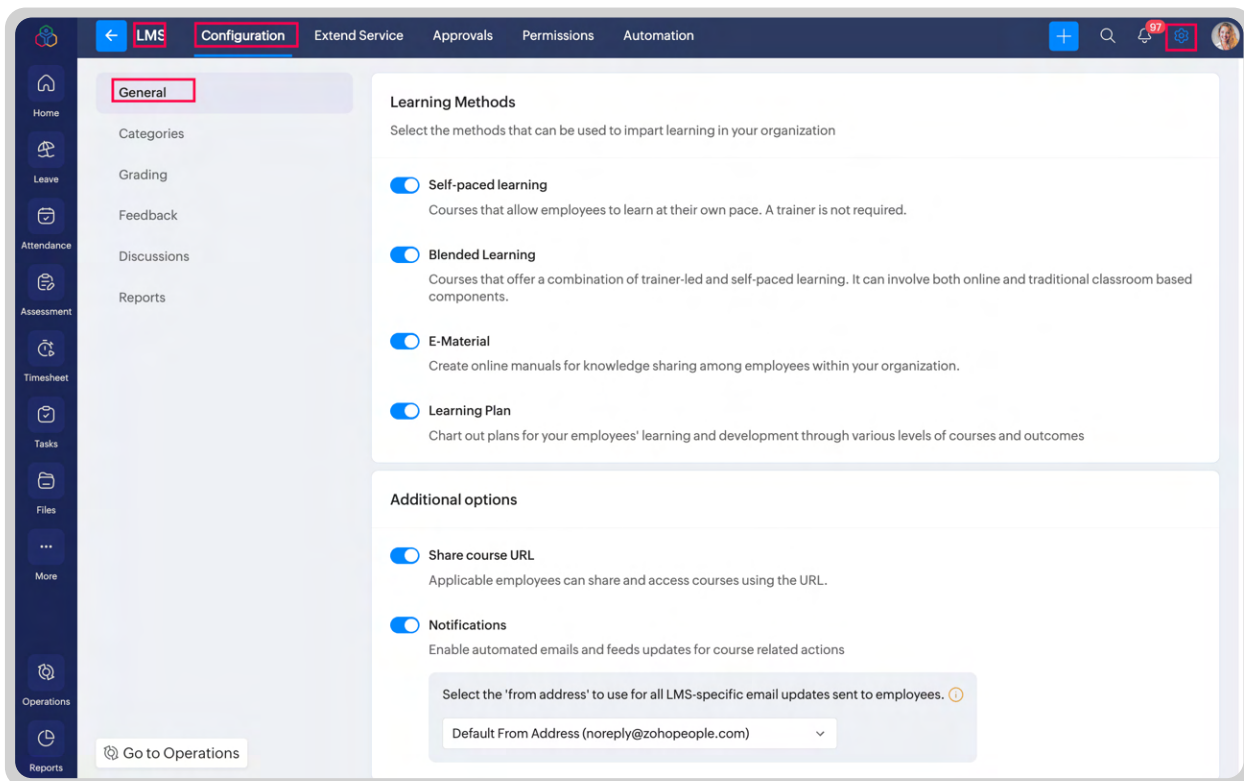 LMS
Configuration
Extend Service
Approvals
Permissions
Automation
97
Home
Leave
Attendance
Assessment
Timesheet
Tasks
Files
More
Operations
Reports
General
Categories
Grading
Feedback
Discussions
Reports
Go to Operations
Learning Methods
Select the methods that can be used to impart learning in your organization
Self-paced learning
Courses that allow employees to learn at their own pace. A trainer is not required.
Blended Learning
Courses that offer a combination of trainer-led and self-paced learning. It can involve both online and traditional classroom based
components.
E-Material
Create online manuals for knowledge sharing among employees within your organization.
Learning Plan
Chart out plans for your employees' learning and development through various levels of courses and outcomes
Additional options
Share course URL
Applicable employees can share and access courses using the URL.
Notifications
Enable automated emails and feeds updates for course related actions
Select the 'from address' to use for all LMS-specific email updates sent to employees.
Default From Address (noreply@zohopeople.com)